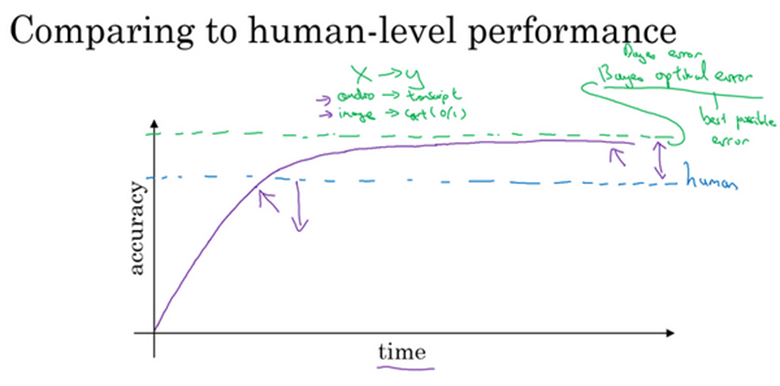 Comparing to human-level performance
Bayes error
Bayes optimal error
best possible
error
X → y
→ audio → transcript
→ image → cat (0/1)
human
accuracy
time